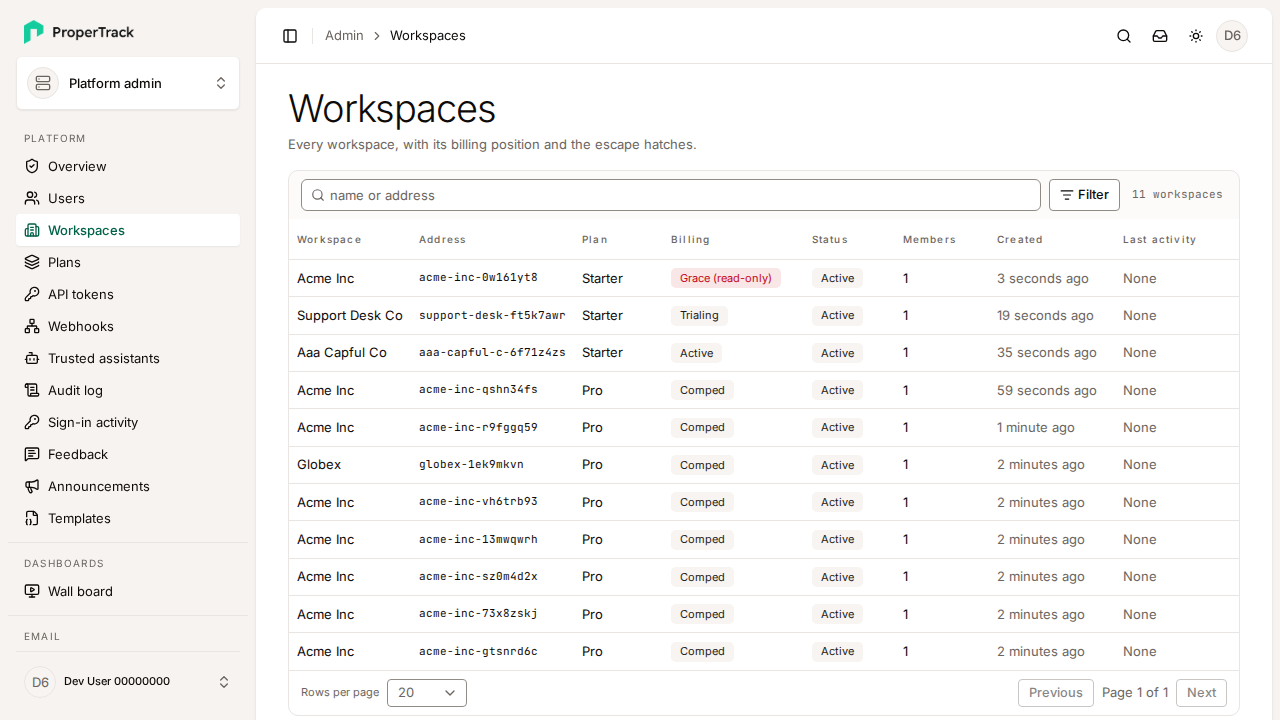 ProperTrack
Platform admin
PLATFORM
Overview
Users
Workspaces
Plans
API tokens
Webhooks
Trusted assistants
Audit log
Sign-in activity
Feedback
Announcements
Templates
DASHBOARDS
Wall board
EMAIL
D6 Dev User 00000000
Admin > Workspaces
D6
Workspaces
Every workspace, with its billing position and the escape hatches.
name or address
Filter
11 workspaces
Workspace Address Plan Billing Status Members Created Last activity
Acme Inc acme-inc-0w161yt8 Starter Grace (read-only) Active 1 3 seconds ago None
Support Desk Co support-desk-ft5k7awr Starter Trialing Active 1 19 seconds ago None
Aaa Capful Co aaa-capful-c-6f71z4zs Starter Active Active 1 35 seconds ago None
Acme Inc acme-inc-qshn34fs Pro Comped Active 1 59 seconds ago None
Acme Inc acme-inc-r9fggq59 Pro Comped Active 1 1 minute ago None
Globex globex-1ek9mkvn Pro Comped Active 1 2 minutes ago None
Acme Inc acme-inc-vh6trb93 Pro Comped Active 1 2 minutes ago None
Acme Inc acme-inc-13mwqwrh Pro Comped Active 1 2 minutes ago None
Acme Inc acme-inc-sz0m4d2x Pro Comped Active 1 2 minutes ago None
Acme Inc acme-inc-73x8zskj Pro Comped Active 1 2 minutes ago None
Acme Inc acme-inc-gtsnrd6c Pro Comped Active 1 2 minutes ago None
Rows per page 20
Previous Page 1 of 1 Next